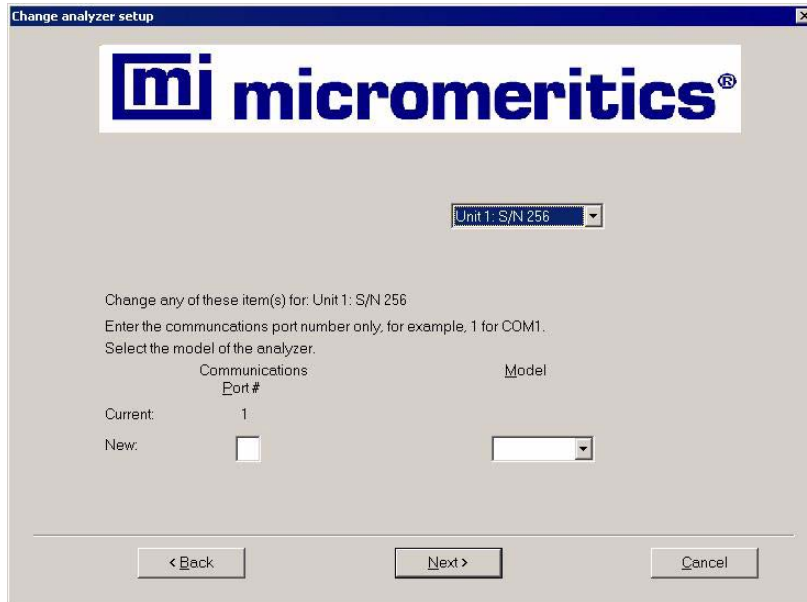 Change analyzer setup
mi micromeritics®
Unit 1: S/N 256
Change any of these item(s) for: Unit 1: S/N 256
Enter the communcations port number only, for example, 1 for COM1.
Select the model of the analyzer.
Communications Model
Port #
Current: 1
New:
< Back Next > Cancel